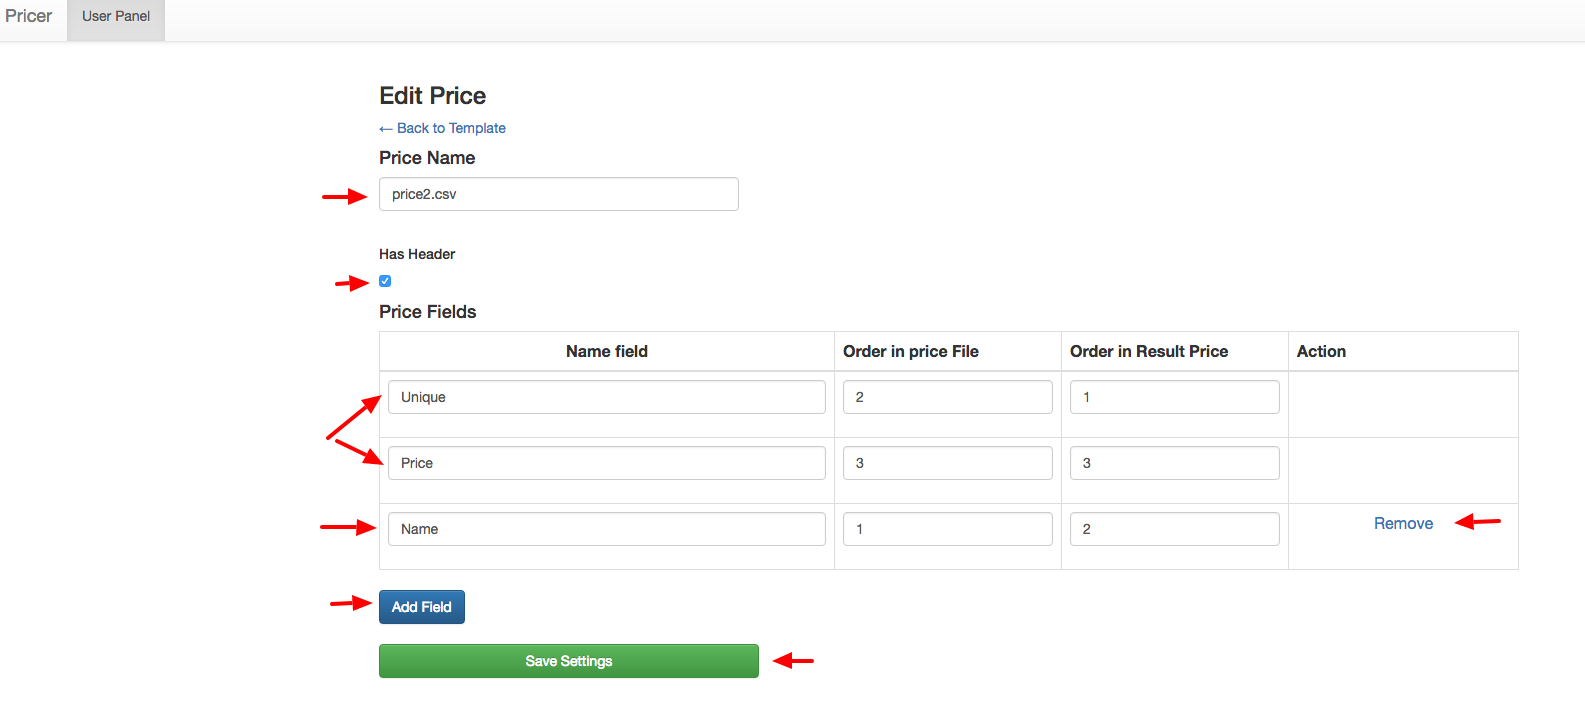 Pricer User Panel
Edit Price
← Back to Template
Price Name
price2.csv
Has Header
Price Fields
Name field Order in price File Order in Result Price Action
Unique 2 1
Price 3 3
Name 1 2 Remove
Add Field
Save Settings